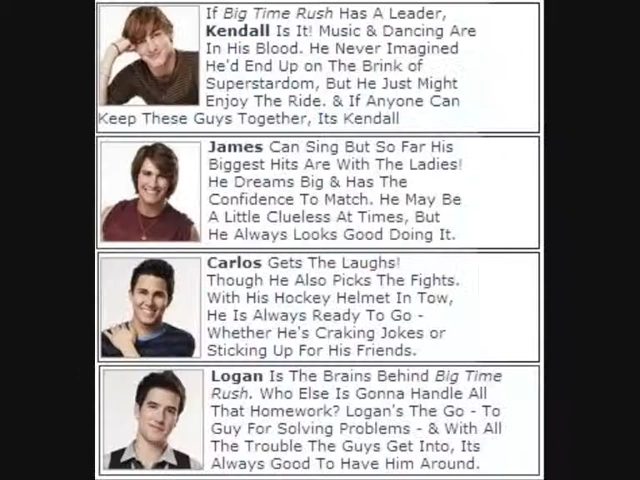 If Big Time Rush Has A Leader,
Kendall Is It! Music & Dancing Are
In His Blood. He Never Imagined
He'd End Up On The Brink of
Superstardom, But He Just Might
Enjoy The Ride. & If Anyone Can
Keep These Guys Together, Its Kendall
James Can Sing But So Far His
Biggest Hits Are With The Ladies!
He Dreams Big & Has The
Confidence To Match. He May Be
A Little Clueless At Times, But
He Always Looks Good Doing It.
Carlos Gets The Laughs!
Though He Also Picks The Fights.
With His Hockey Helmet In Tow,
He Is Always Ready To Go -
Whether He's Craking Jokes or
Sticking Up For His Friends.
Logan Is The Brains Behind Big Time
Rush. Who Else Is Gonna Handle All
That Homework? Logan's The Go - To
Guy For Solving Problems - & With All
The Trouble The Guys Get Into, Its
Always Good To Have Him Around.